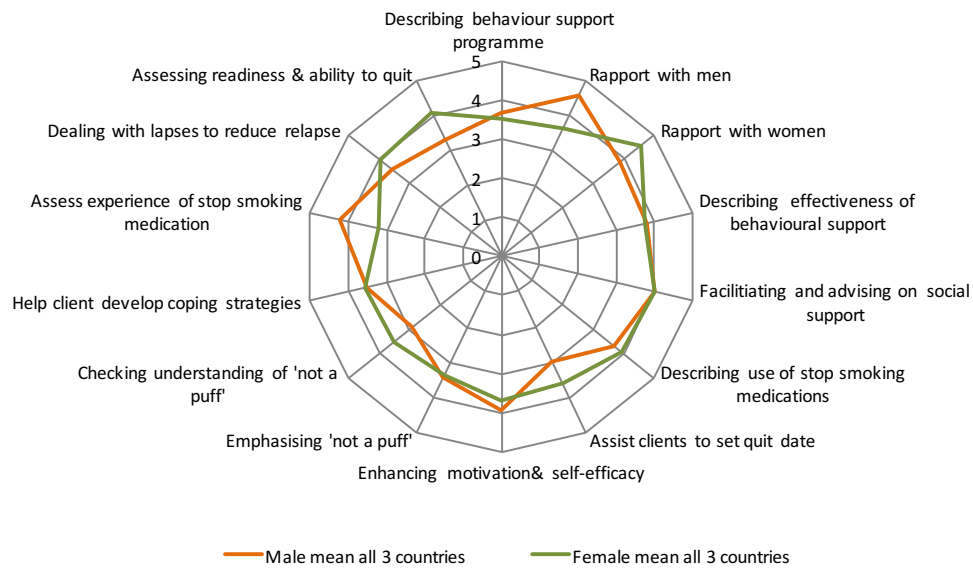 Describing behaviour support
programme
Assessing readiness & ability to quit
Rapport with men
Dealing with lapses to reduce relapse
Rapport with women
Assess experience of stop smoking
medication
Describing effectiveness of
behavioural support
Help client develop coping strategies
Facilitiating and advising on social
support
Checking understanding of 'not a
puff'
Describing use of stop smoking
medications
Emphasising 'not a puff'
Assist clients to set quit date
Enhancing motivation& self-efficacy
5
4
3
2
1
0
Male mean all 3 countries
Female mean all 3 countries